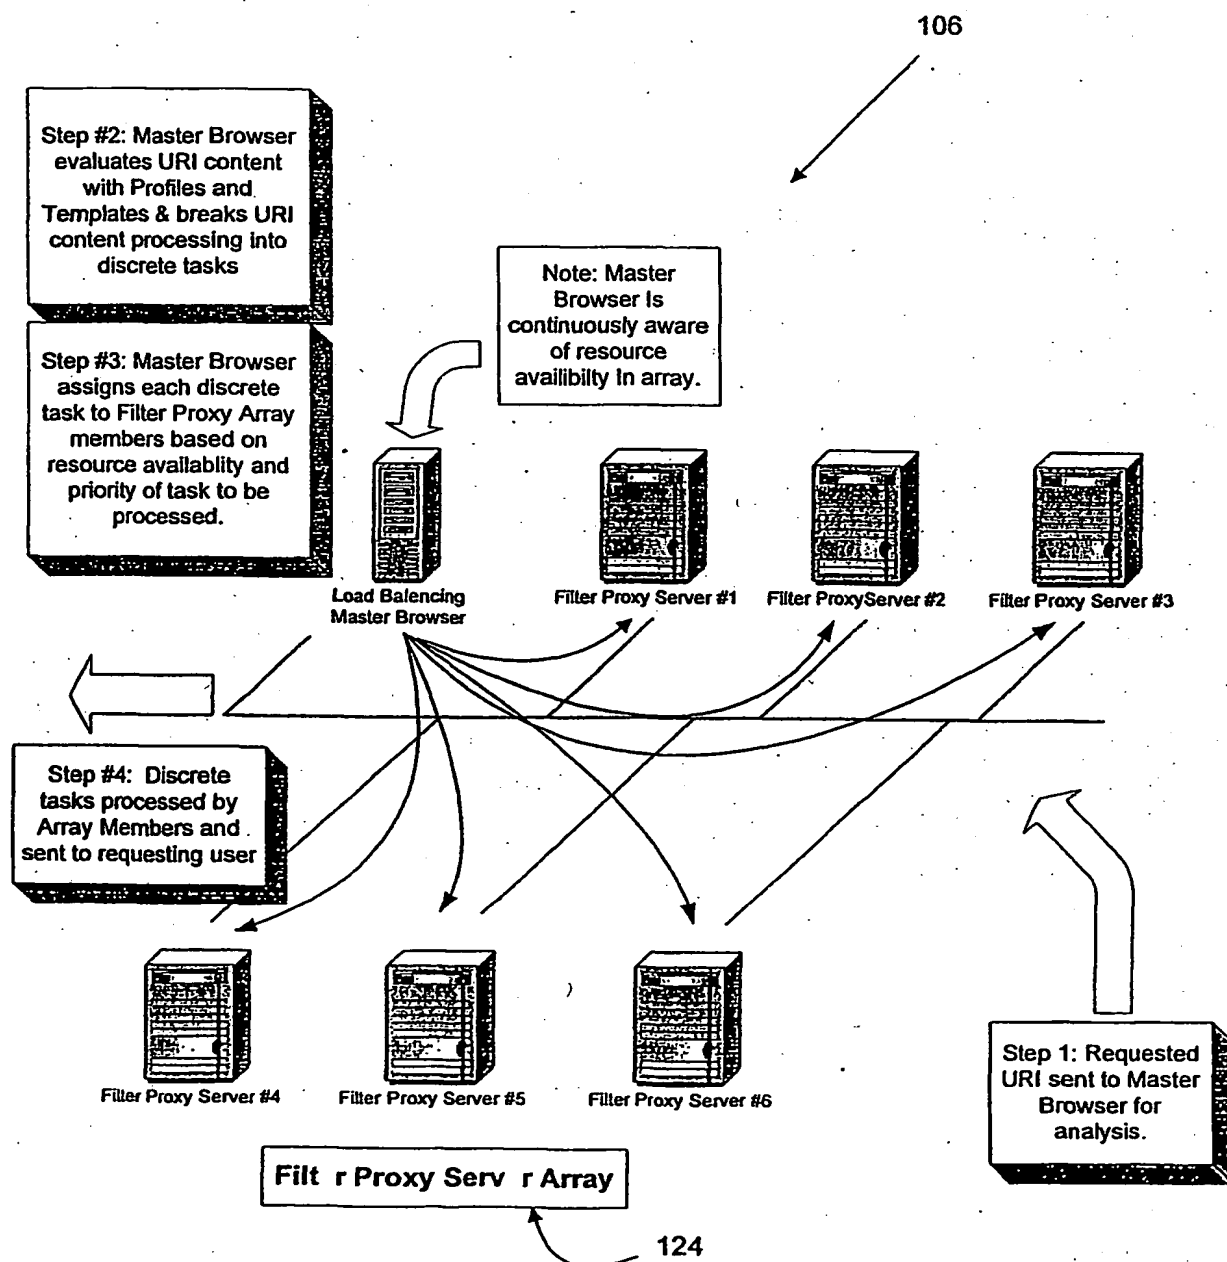 106
Step #2: Master Browser
evaluates URI content
with Profiles and
Templates & breaks URI
content processing into
discrete tasks
Note: Master
Browser Is
continuously aware
of resource
availibilty In array.
Step #3: Master Browser
assigns each discrete
task to Filter Proxy Array
members based on
resource availablity and
priority of task to be
processed.
Load Balencing
Master Browser
Filter Proxy Server #1
Filter ProxyServer #2
Filter Proxy Server #3
Step #4: Discrete
tasks processed by
Array Members and
sent to requesting user
Filter Proxy Server #4
Filter Proxy Server #5
Filter Proxy Server #6
Step 1: Requested
URI sent to Master
Browser for
analysis.
Filt r Proxy Serv r Array
124